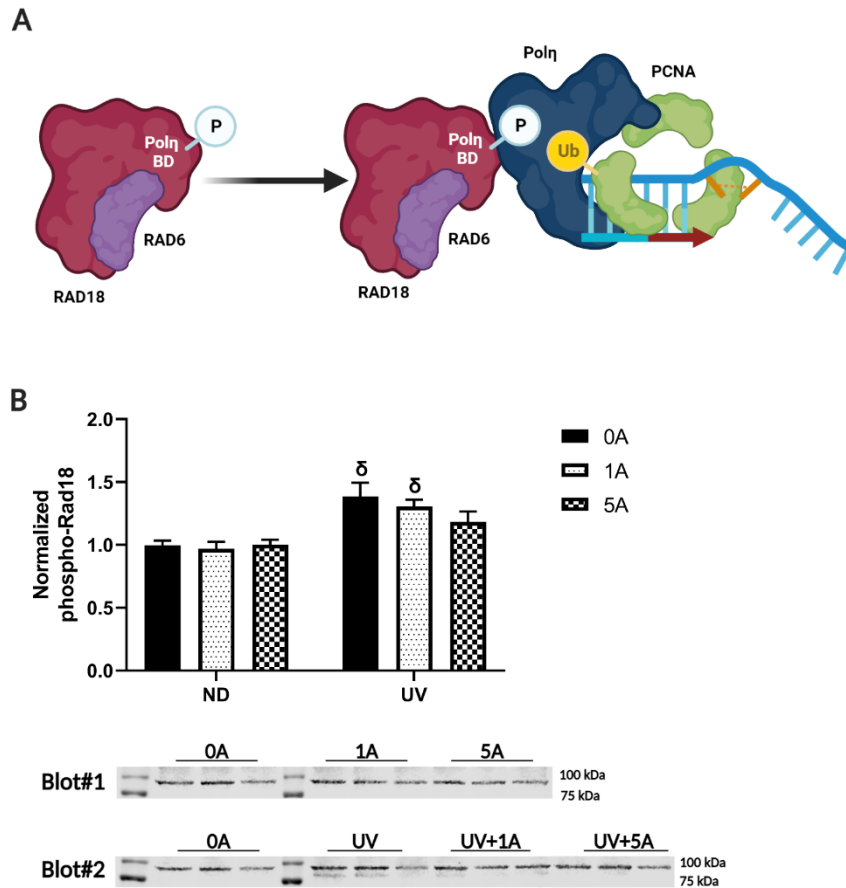 A
Polη
PCNA
P
Polη
BD
RAD6
RAD18
P
Polη
BD
Ub
RAD6
RAD18
B
Normalized
phospho-Rad18
2.0
1.5
1.0
0.5
0.0
δ δ
ND UV
0A
1A
5A
0A 1A 5A
Blot#1
100 kDa
75 kDa
0A UV UV+1A UV+5A
Blot#2
100 kDa
75 kDa